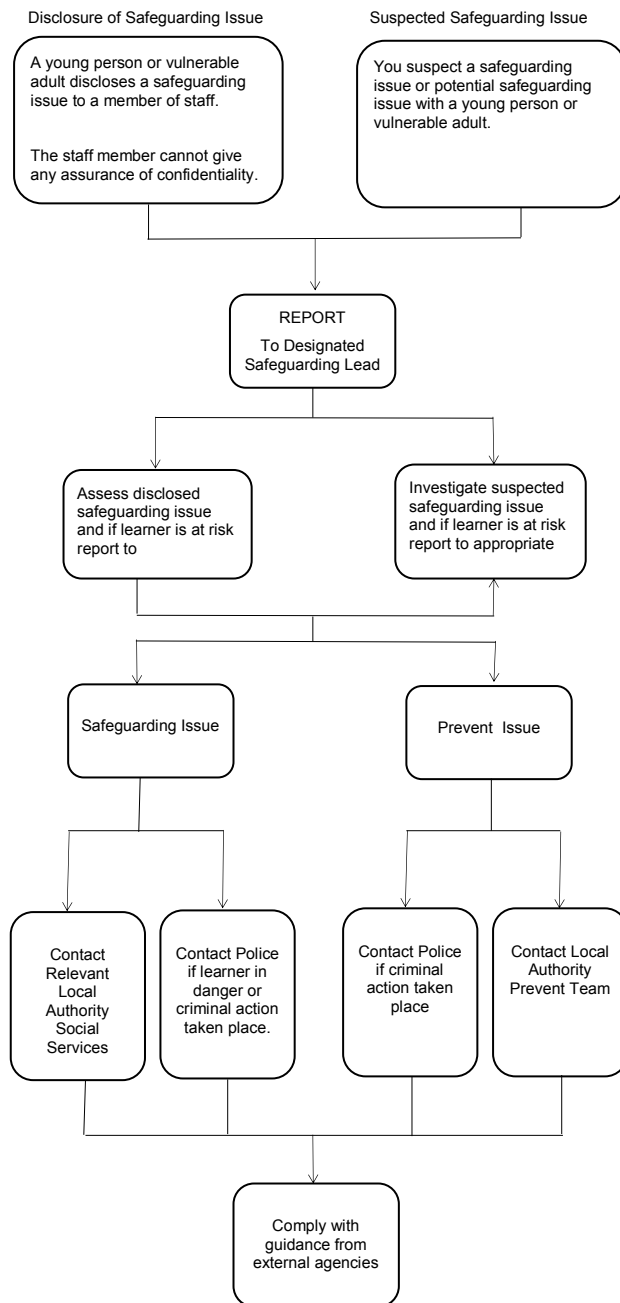 Disclosure of Safeguarding Issue
Suspected Safeguarding Issue
A young person or vulnerable
adult discloses a safeguarding
issue to a member of staff.
The staff member cannot give
any assurance of confidentiality.
You suspect a safeguarding
issue or potential safeguarding
issue with a young person or
vulnerable adult.
REPORT
To Designated
Safeguarding Lead
Assess disclosed
safeguarding issue
and if learner is at risk
report to
Investigate suspected
safeguarding issue
and if learner is at risk
report to appropriate
Safeguarding Issue
Prevent Issue
Contact
Relevant
Local
Authority
Social
Services
Contact Police
if learner in
danger or
criminal action
taken place.
Contact Police
if criminal
action taken
place
Contact Local
Authority
Prevent Team
Comply with
guidance from
external agencies